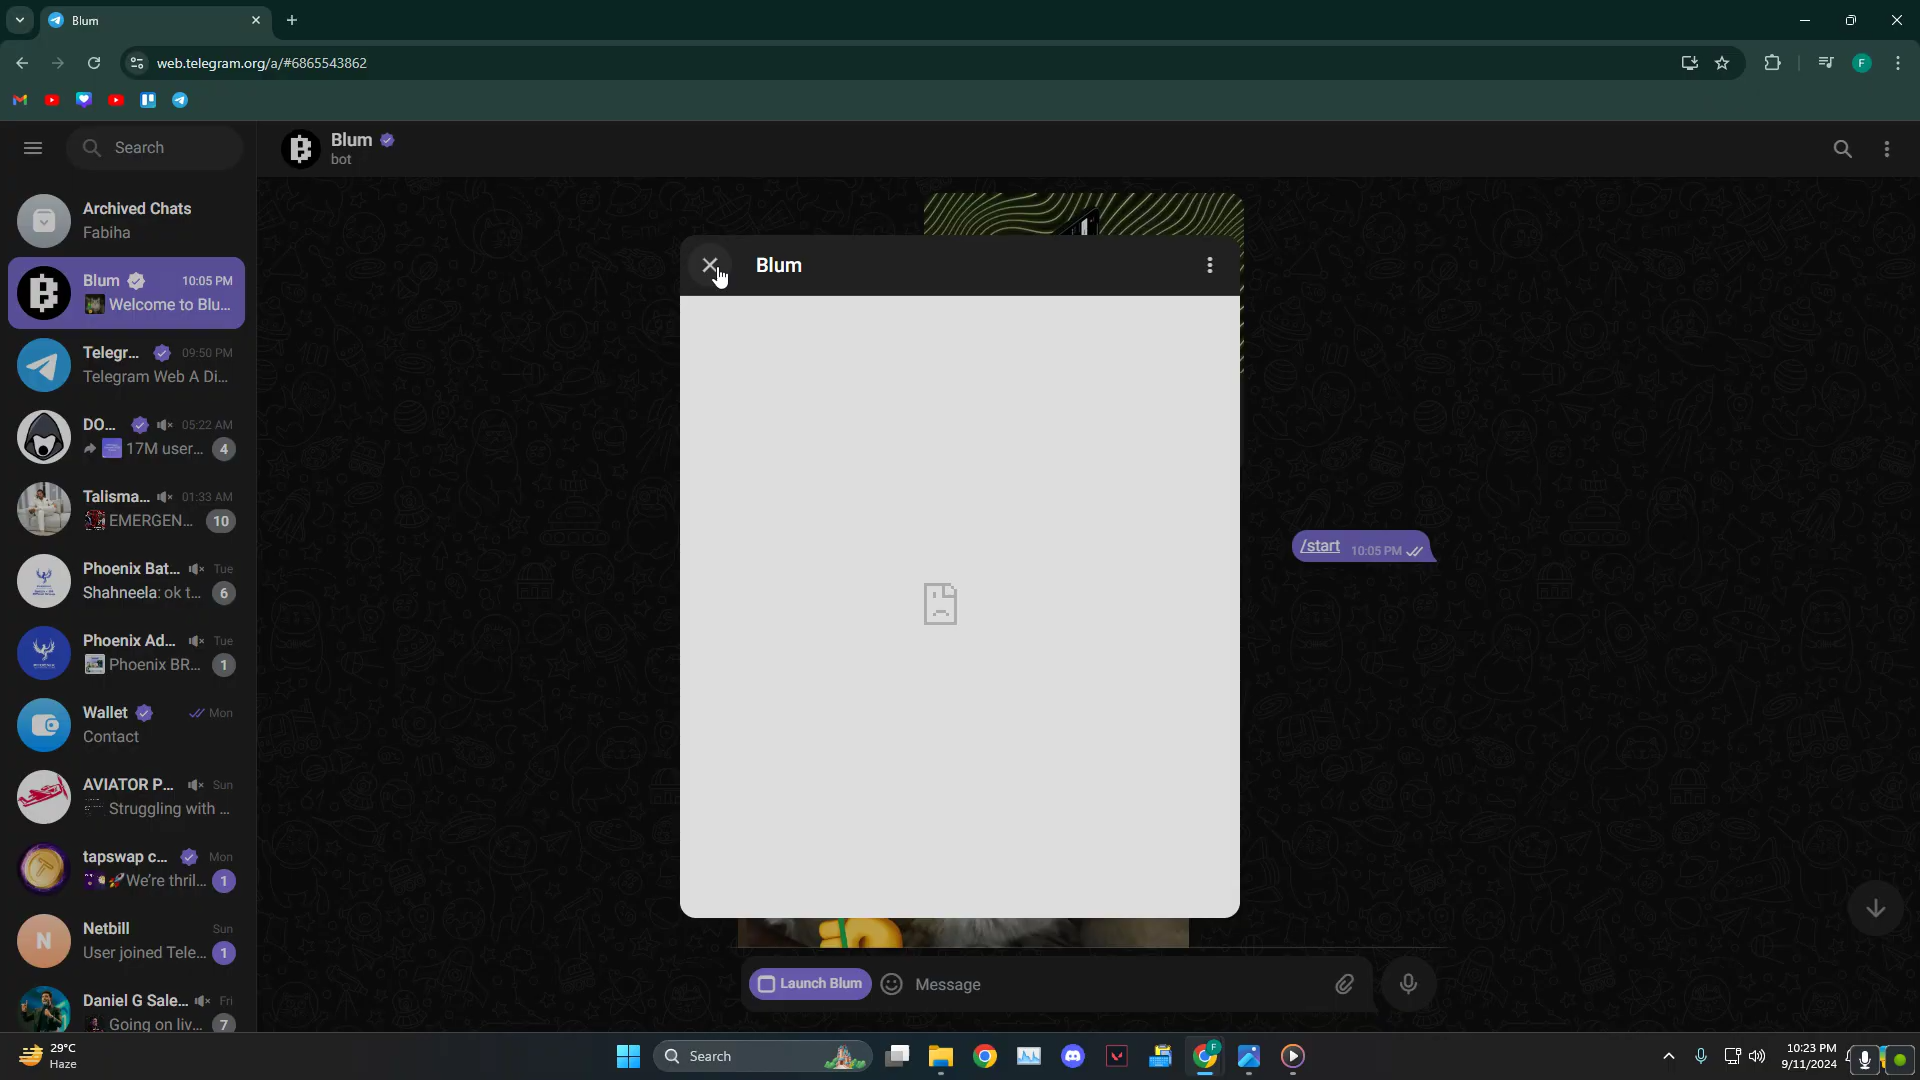 Blum
web.telegram.org/a/#6865543862
F
Search
Blum
bot
Archived Chats
Fabiha
Blum 10:05 PM
Welcome to Blu...
Telegr... 09:50 PM
Telegram Web A Di...
DO... 05:22 AM
17M user... 4
Talisma... 01:33 AM
EMERGEN... 10
Phoenix Bat... Tue
Shahneela: ok t... 6
Phoenix Ad... Tue
Phoenix BR... 1
Wallet Mon
Contact
AVIATOR P... Sun
Struggling with ...
tapswap c... Mon
We're thril... 1
N
Netbill Sun
User joined Tele... 1
Daniel G Sale... Fri
Going on liv... 7
Blum
/start 10:05 PM
Launch Blum
Message
29°C
Haze
Search
F
10:23 PM
9/11/2024